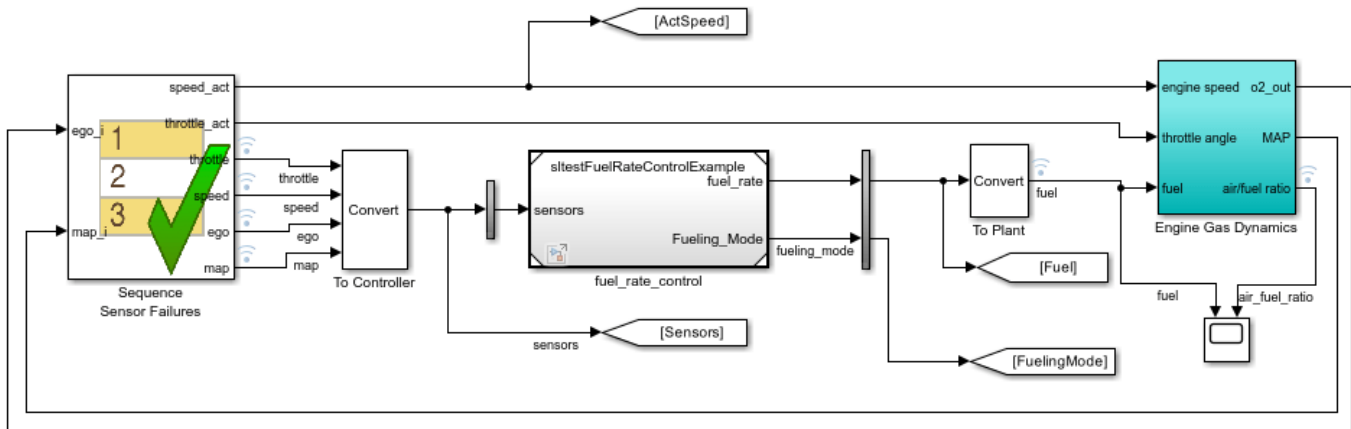 [ActSpeed]
speed_act
engine speed
o2_out
ego_i
1
throttle_act
throttle angle
MAP
throttle
throttle
sltestFuelRateControlExample
fuel_rate
2
Convert
Convert
fuel
fuel
air/fuel ratio
speed
speed
sensors
3
map_i
ego
ego
Fueling_Mode
fueling_mode
To Plant
Engine Gas Dynamics
map
map
To Controller
fuel_rate_control
[Fuel]
Sequence
Sensor Failures
fuel
air_fuel_ratio
[Sensors]
sensors
[FuelingMode]